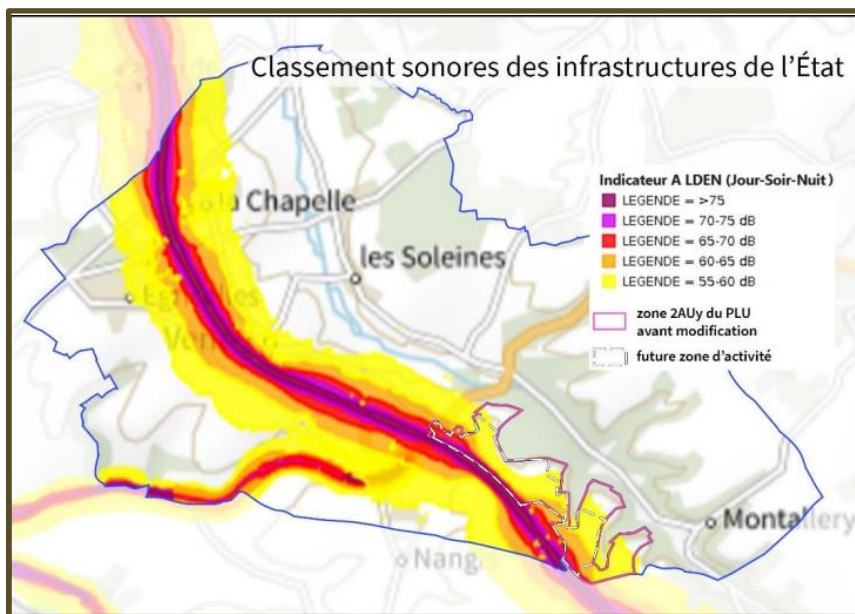 Classement sonores des infrastructures de l'État
Indicateur A LDEN (Jour-Soir-Nuit)
LEGENDE = >75
LEGENDE = 70-75 dB
LEGENDE = 65-70 dB
LEGENDE = 60-65 dB
LEGENDE = 55-60 dB
zone 2AUy du PLU
avant modification
future zone d'activité
la Chapelle
les Soleines
Montallery